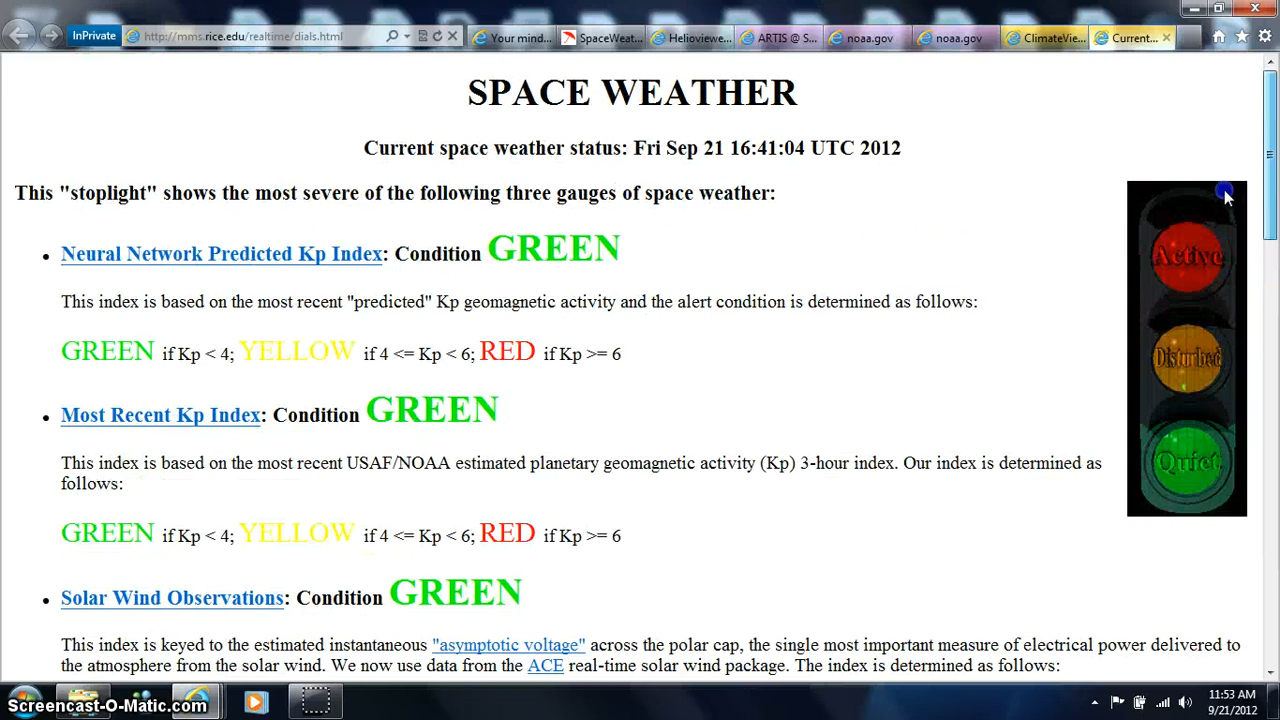 InPrivate
http://mms.rice.edu/realtime/dials.html
Your mind...
SpaceWeat...
Helioviewe...
ARTIS @ S...
noaa.gov
noaa.gov
ClimateVie...
Current...
SPACE WEATHER
Current space weather status: Fri Sep 21 16:41:04 UTC 2012
This "stoplight" shows the most severe of the following three gauges of space weather:
• Neural Network Predicted Kp Index: Condition GREEN
This index is based on the most recent "predicted" Kp geomagnetic activity and the alert condition is determined as follows:
GREEN if Kp < 4; YELLOW if 4 <= Kp < 6; RED if Kp >= 6
• Most Recent Kp Index: Condition GREEN
This index is based on the most recent USAF/NOAA estimated planetary geomagnetic activity (Kp) 3-hour index. Our index is determined as
follows:
GREEN if Kp < 4; YELLOW if 4 <= Kp < 6; RED if Kp >= 6
• Solar Wind Observations: Condition GREEN
This index is keyed to the estimated instantaneous "asymptotic voltage" across the polar cap, the single most important measure of electrical power delivered to
the atmosphere from the solar wind. We now use data from the ACE real-time solar wind package. The index is determined as follows:
Active
Disturbed
Quiet
Screencast-O-Matic.com
11:53 AM
9/21/2012